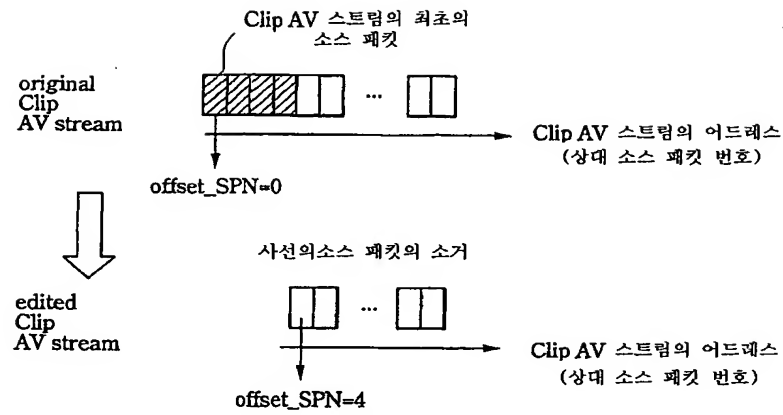 Clip AV 스트림의 최초의
소스 패킷
original
Clip
AV stream
...
Clip AV 스트림의 어드레스
(상대 소스 패킷 번호)
offset_SPN=0
사선의소스 패킷의 소거
edited
Clip
AV stream
...
Clip AV 스트림의 어드레스
(상대 소스 패킷 번호)
offset_SPN=4